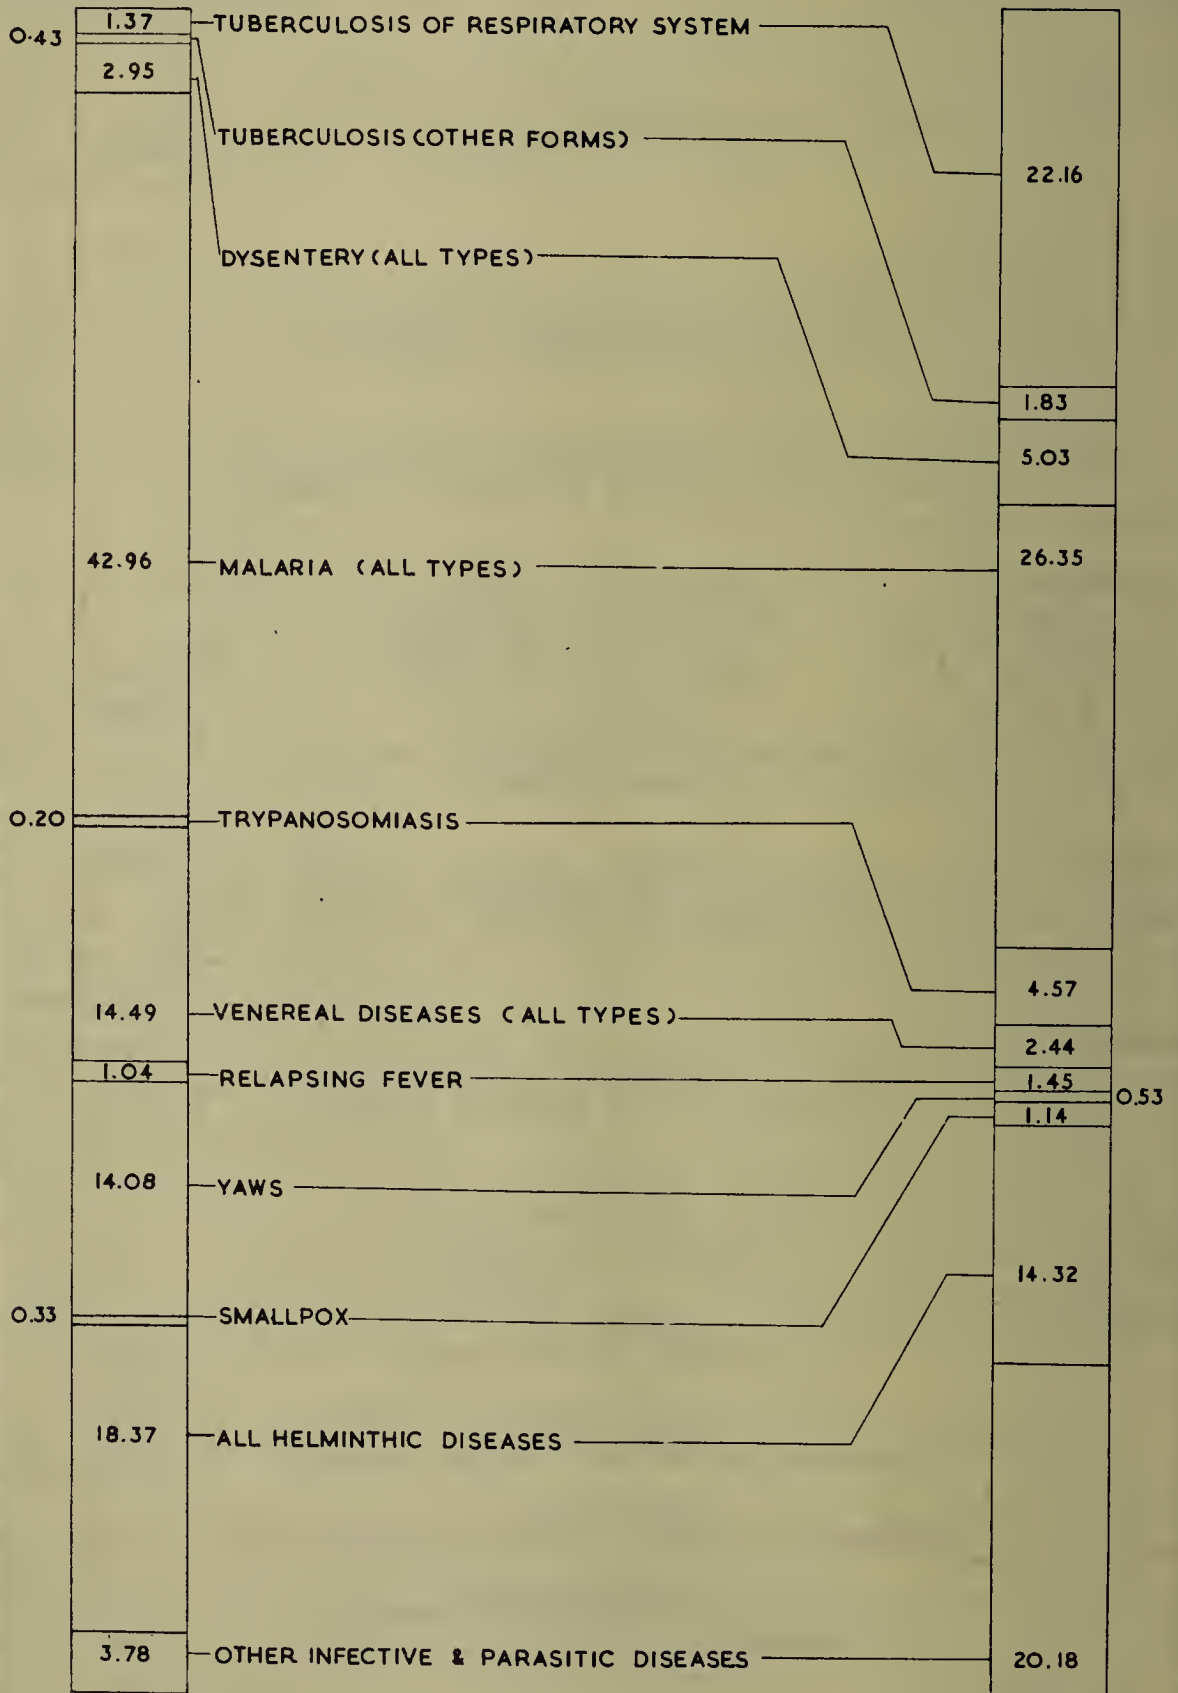 1.37 TUBERCULOSIS OF RESPIRATORY SYSTEM
0.43
2.95
TUBERCULOSIS (OTHER FORMS)
22.16
DYSENTERY (ALL TYPES)
1.83
5.03
42.96 MALARIA (ALL TYPES) 26.35
0.20 TRYPANOSOMIASIS
4.57
14.49 VENEREAL DISEASES (ALL TYPES)
2.44
1.04 RELAPSING FEVER 1.45
0.53
1.14
14.08 YAWS
14.32
0.33 SMALLPOX
18.37 ALL HELMINTHIC DISEASES
3.78 OTHER INFECTIVE & PARASITIC DISEASES 20.18